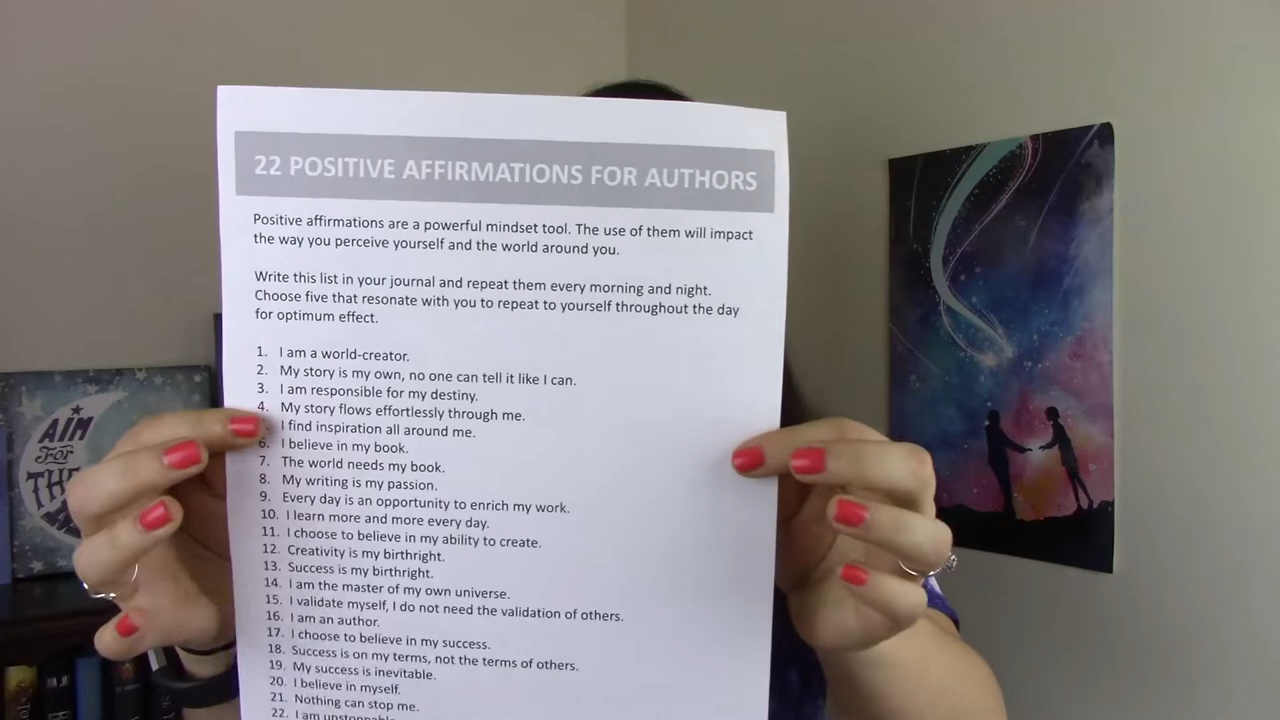 22 POSITIVE AFFIRMATIONS FOR AUTHORS
Positive affirmations are a powerful mindset tool. The use of them will impact
the way you perceive yourself and the world around you.
Write this list in your journal and repeat them every morning and night.
Choose five that resonate with you to repeat to yourself throughout the day
for optimum effect.
1. I am a world-creator.
2. My story is my own, no one can tell it like I can.
3. I am responsible for my destiny.
4. My story flows effortlessly through me.
I find inspiration all around me.
6. I believe in my book.
7. The world needs my book.
8. My writing is my passion.
9. Every day is an opportunity to enrich my work.
10. I learn more and more every day.
11. I choose to believe in my ability to create.
12. Creativity is my birthright.
13. Success is my birthright.
14. I am the master of my own universe.
15. I validate myself, I do not need the validation of others.
16. I am an author.
17. I choose to believe in my success.
18. Success is on my terms, not the terms of others.
19. My success is inevitable.
20. I believe in myself.
21. Nothing can stop me.
22. I am
AIM
FOR
THE